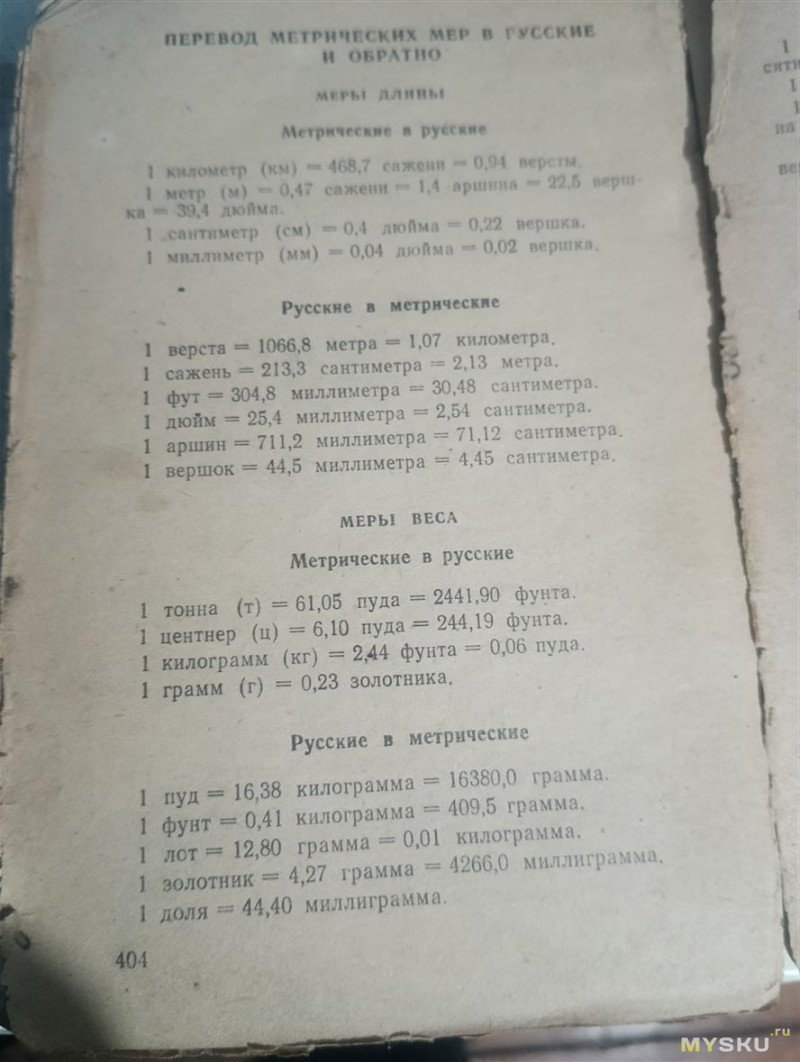 ПЕРЕВОД МЕТРИЧЕСКИХ МЕР В РУССКИЕ
И ОБРАТНО
МЕРЫ ДЛИНЫ
Метрические в русские
1 километр (км) = 468,7 сажени = 0,94 версты.
1 метр (м) = 0,47 сажени = 1,4 аршина = 22,5 верш-
ка = 39,4 дюйма.
1 сантиметр (см) = 0,4 дюйма = 0,22 вершка.
1 миллиметр (мм) = 0,04 дюйма = 0,02 вершка.
Русские в метрические
1 верста = 1066,8 метра = 1,07 километра.
1 сажень = 213,3 сантиметра = 2,13 метра.
1 фут = 304,8 миллиметра = 30,48 сантиметра.
1 дюйм = 25,4 миллиметра = 2,54 сантиметра.
1 аршин = 711,2 миллиметра = 71,12 сантиметра.
1 вершок = 44,5 миллиметра = 4,45 сантиметра.
МЕРЫ ВЕСА
Метрические в русские
1 тонна (т) = 61,05 пуда = 2441,90 фунта.
1 центнер (ц) = 6,10 пуда = 244,19 фунта.
1 килограмм (кг) = 2,44 фунта = 0,06 пуда.
1 грамм (г) = 0,23 золотника.
Русские в метрические
1 пуд = 16,38 килограмма = 16380,0 грамма.
1 фунт = 0,41 килограмма = 409,5 грамма.
1 лот = 12,80 грамма = 0,01 килограмма.
1 золотник = 4,27 грамма = 4266,0 миллиграмма.
1 доля = 44,40 миллиграмма.
404
1
сяти
1
1
на
MYSKU.ru